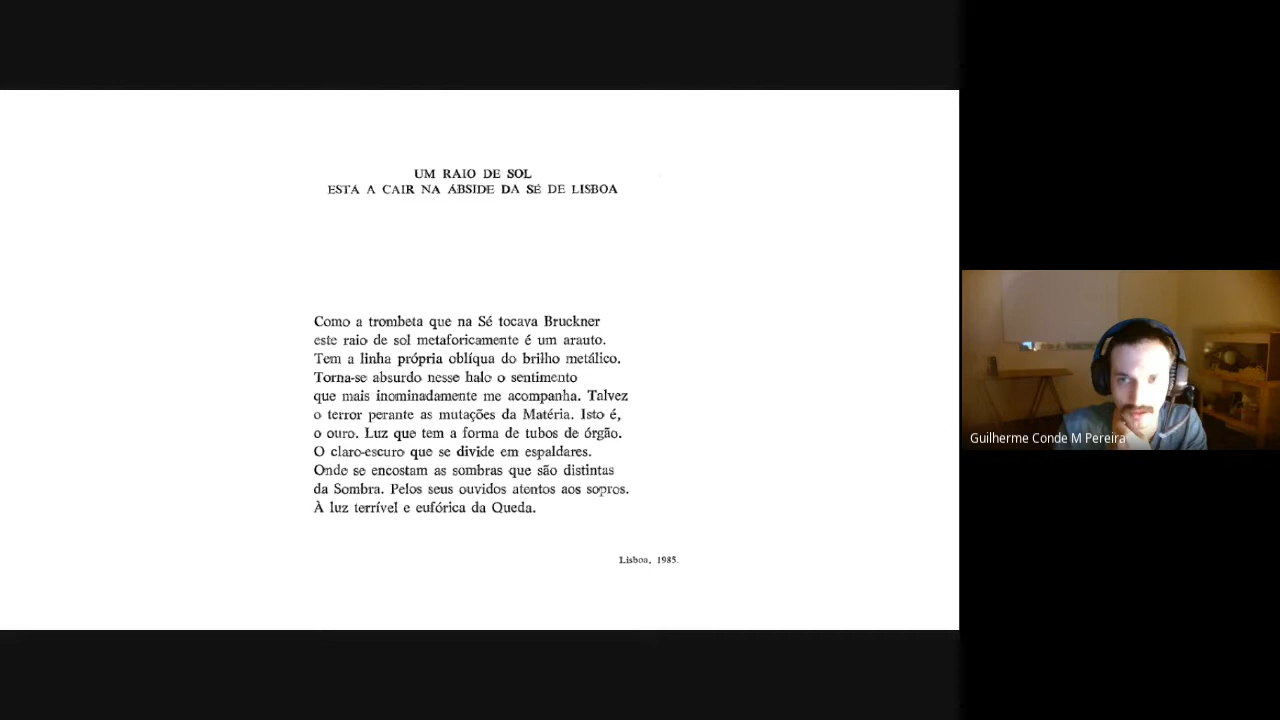 UM RAIO DE SOL
ESTÁ A CAIR NA ÁBSIDE DA SÉ DE LISBOA
Como a trombeta que na Sé tocava Bruckner
este raio de sol metaforicamente é um arauto.
Tem a linha própria oblíqua do brilho metálico.
Torna-se absurdo nesse halo o sentimento
que mais inominadamente me acompanha. Talvez
o terror perante as mutações da Matéria. Isto é,
o ouro. Luz que tem a forma de tubos de órgão.
O claro-escuro que se divide em espaldares.
Onde se encostam as sombras que são distintas
da Sombra. Pelos seus ouvidos atentos aos sopros.
À luz terrível e eufórica da Queda.
Lisboa, 1985.
Guilherme Conde M Pereira